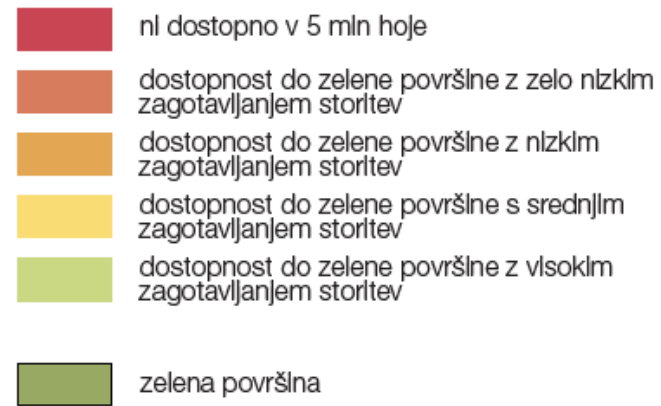 ni dostopno v 5 min hoje
dostopnost do zelene površine z zelo nizkim
zagotavljanjem storitev
dostopnost do zelene površine z nizkim
zagotavljanjem storitev
dostopnost do zelene površine s srednjim
zagotavljanjem storitev
dostopnost do zelene površine z visokim
zagotavljanjem storitev
zelena površina